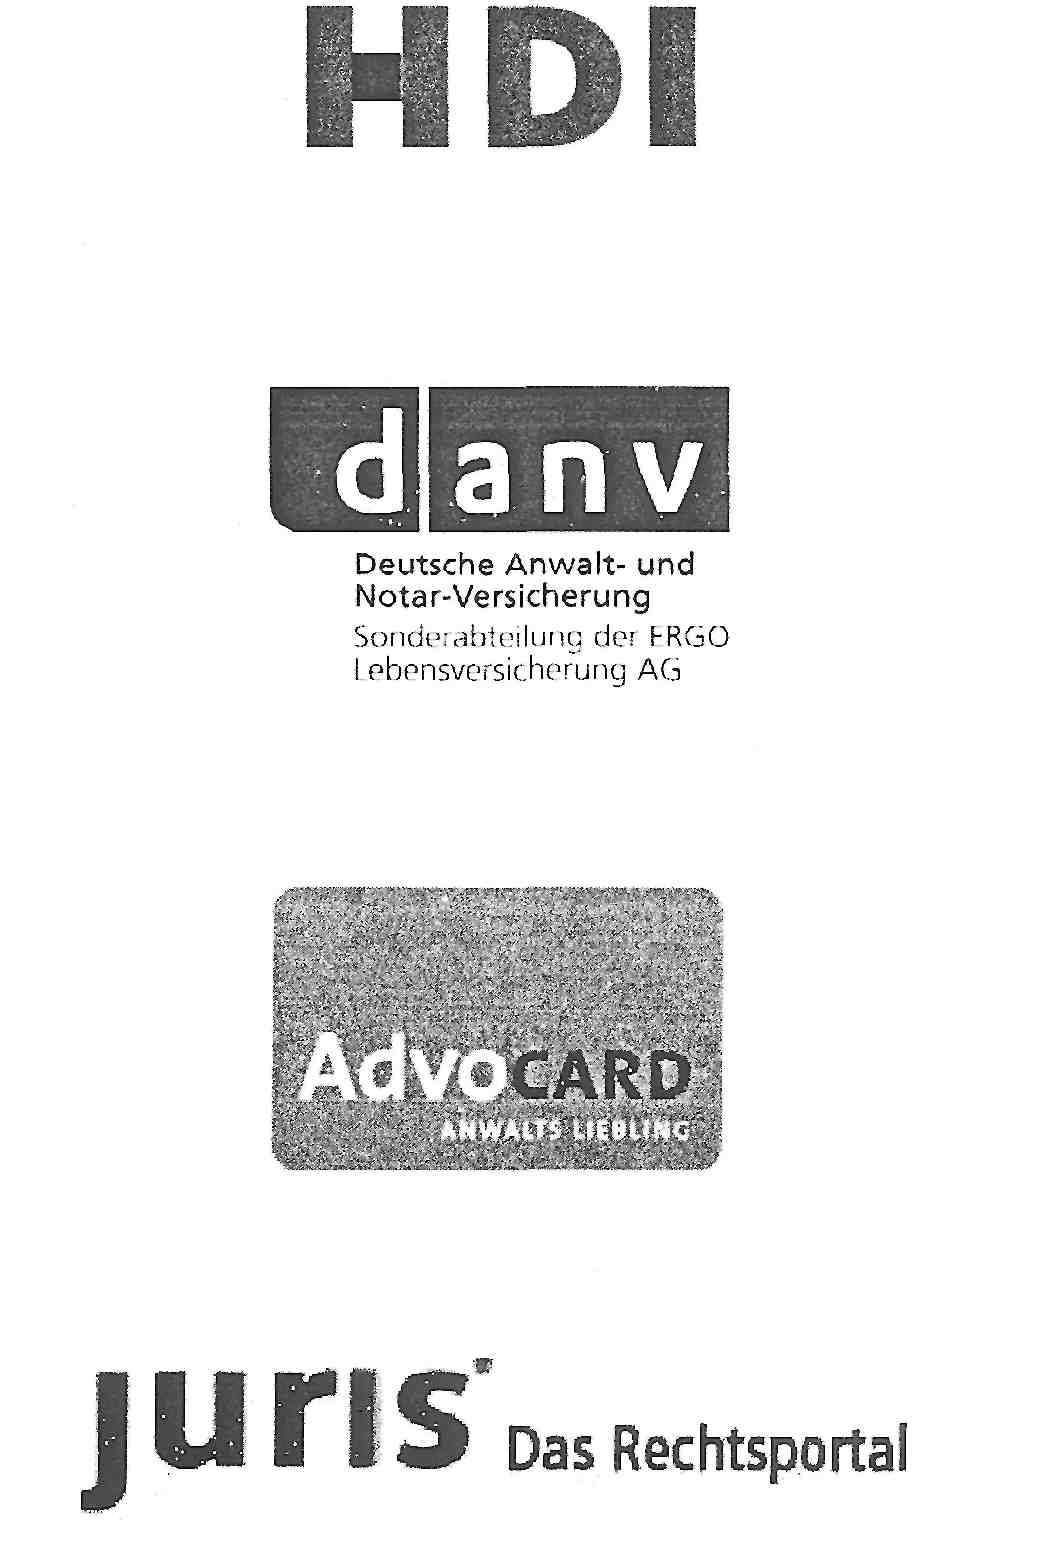 HDI
danv
Deutsche Anwalt- und
Notar-Versicherung
Sonderabteilung der ERGO
Lebensversicherung AG
AdvoCARD
ANWALTS LIEBLING
juris Das Rechtsportal